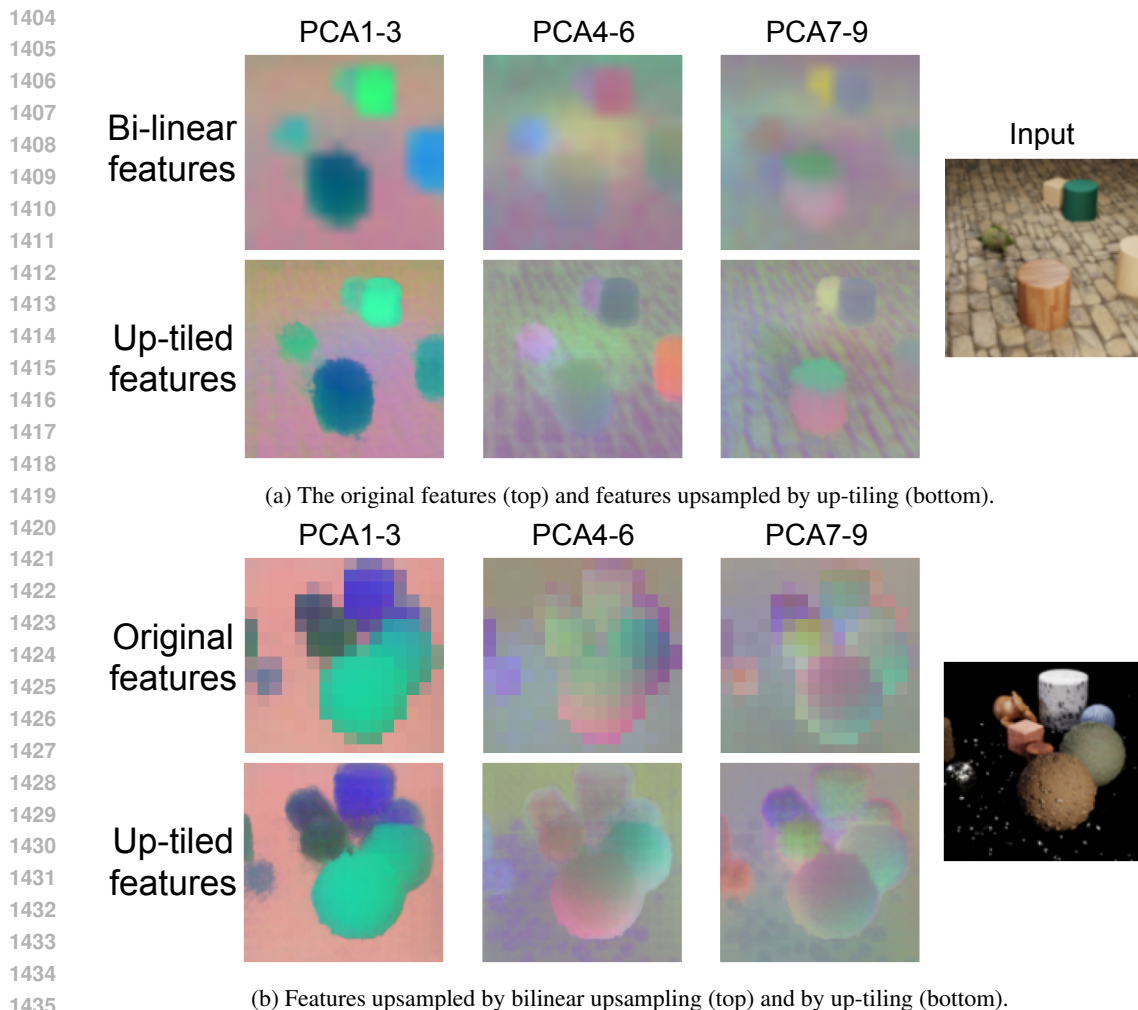 1404
1405
1406
1407
1408
1409
1410
1411
1412
1413
1414
1415
1416
1417
1418
1419
1420
1421
1422
1423
1424
1425
1426
1427
1428
1429
1430
1431
1432
1433
1434
1435
PCA1-3 PCA4-6 PCA7-9
Bi-linear
features
Input
Up-tiled
features
(a) The original features (top) and features upsampled by up-tiling (bottom).
PCA1-3 PCA4-6 PCA7-9
Original
features
Up-tiled
features
(b) Features upsampled by bilinear upsampling (top) and by up-tiling (bottom).